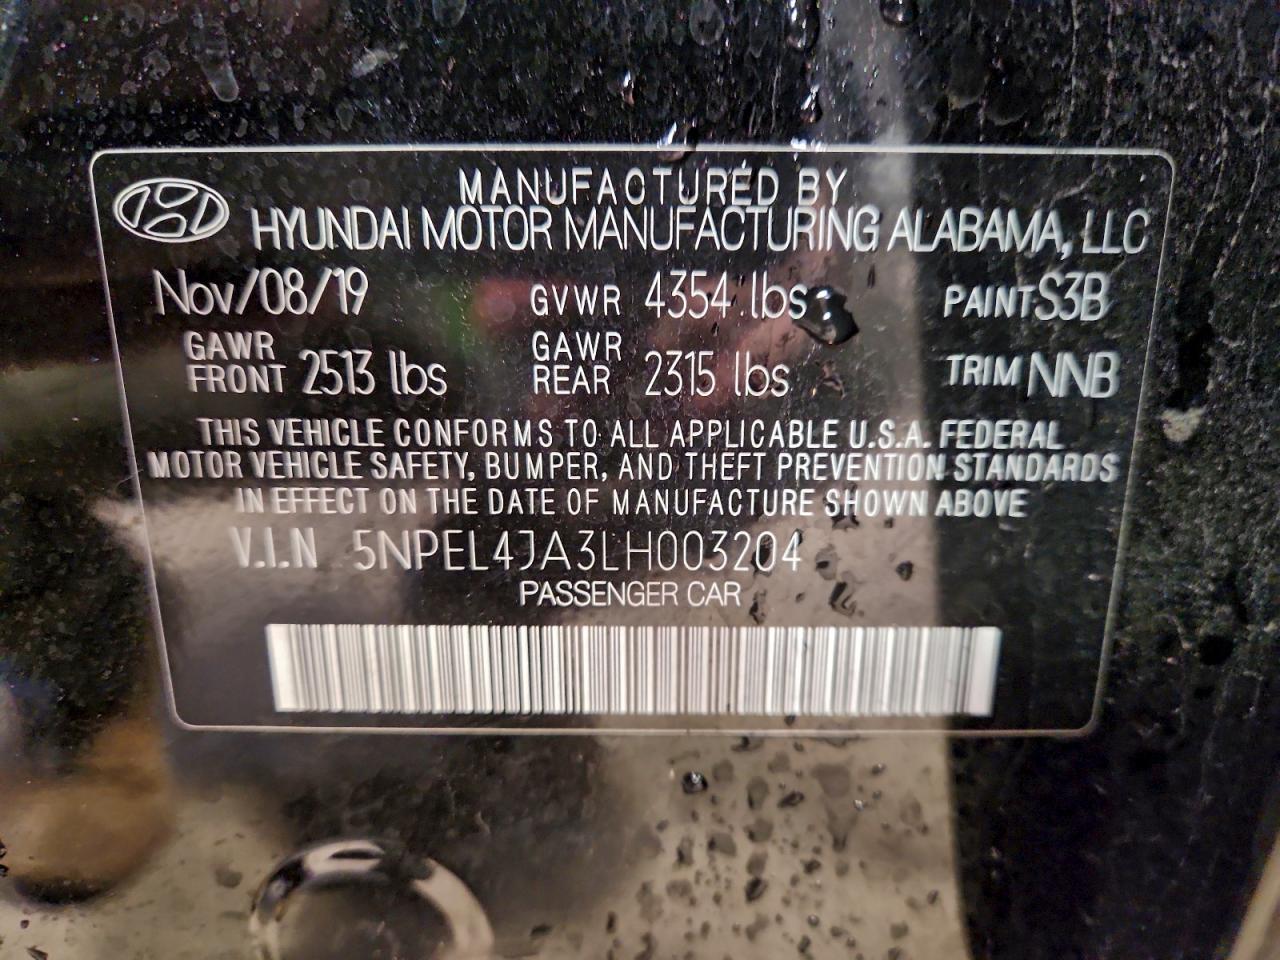 MANUFACTURED BY
HYUNDAI MOTOR MANUFACTURING ALABAMA, LLC
Nov/08/19 GVWR 4354 lbs PAINT S3B
GAWR FRONT 2513 lbs GAWR REAR 2315 lbs TRIM NNB
THIS VEHICLE CONFORMS TO ALL APPLICABLE U.S.A. FEDERAL
MOTOR VEHICLE SAFETY, BUMPER, AND THEFT PREVENTION STANDARDS
IN EFFECT ON THE DATE OF MANUFACTURE SHOWN ABOVE
V.I.N 5NPEL4JA3LH003204
PASSENGER CAR